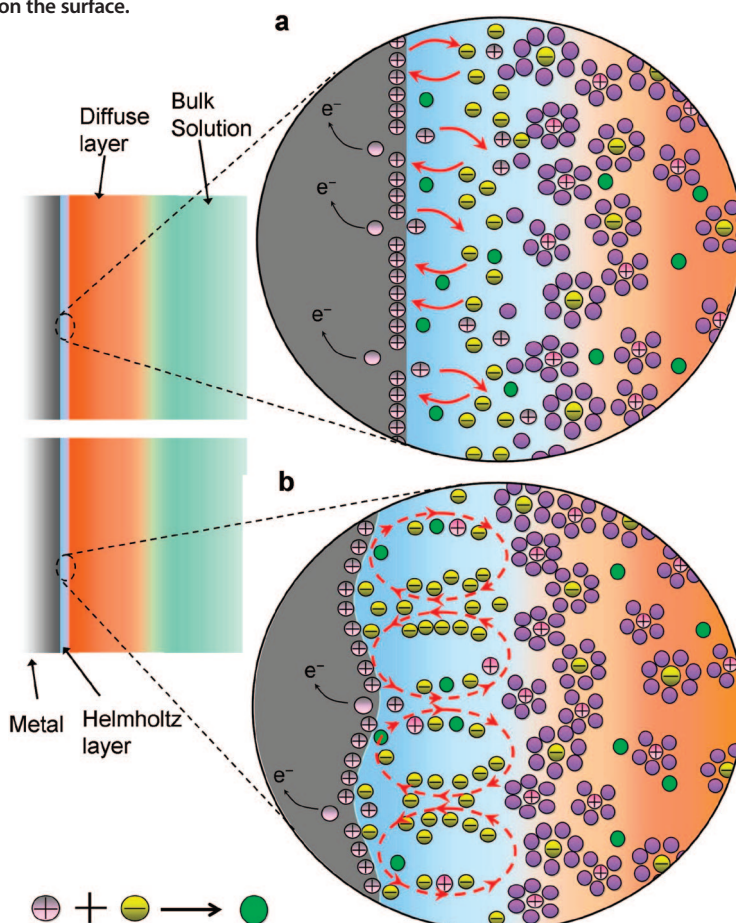 on the surface.
a
Diffuse
layer
Bulk
Solution
e⁻
e⁻
e⁻
b
e⁻
e⁻
Metal
Helmholtz
layer
+ →